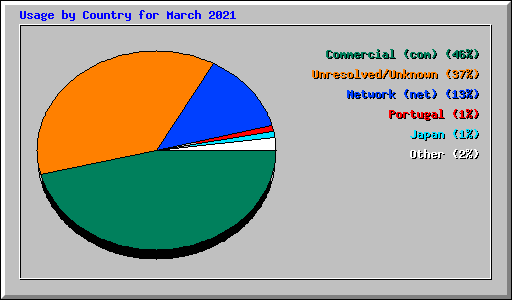 Usage by Country for March 2021
Commercial (com) (46%)
Unresolved/Unknown (37%)
Network (net) (13%)
Portugal (1%)
Japan (1%)
Other (2%)